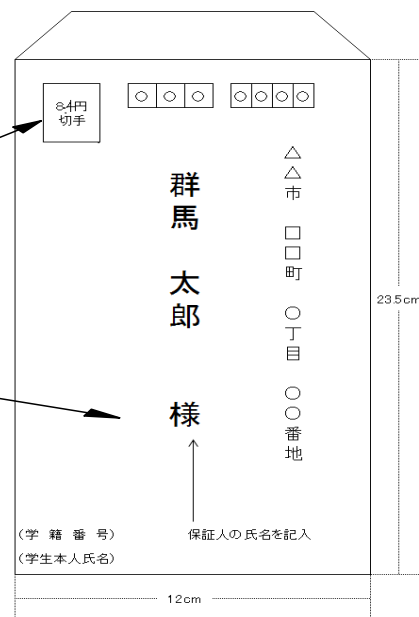 84円
切手
○○○ ○○○○
△△市 □□町 ○丁目 ○○番地
群馬 太郎 様
23.5cm
保証人の氏名を記入
(学籍番号)
(学生本人氏名)
12cm